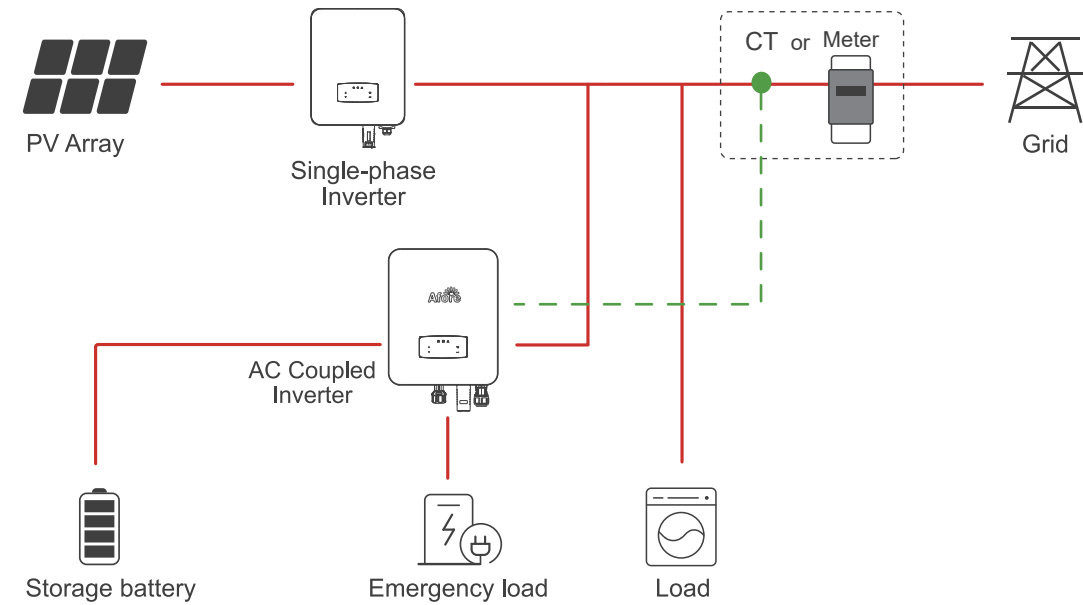 CT or Meter
PV Array
Grid
Single-phase
Inverter
Afore
AC Coupled
Inverter
Storage battery
Emergency load
Load